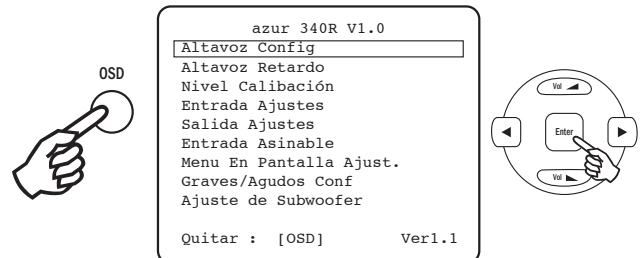 OSD
azur 340R V1.0
Altavoz Config
Altavoz Retardo
Nivel Calibación
Entrada Ajustes
Salida Ajustes
Entrada Asinable
Menu En Pantalla Ajust.
Graves/Agudos Conf
Ajuste de Subwoofer
Quitar : [OSD] Ver1.1
Vol
Enter
Vol